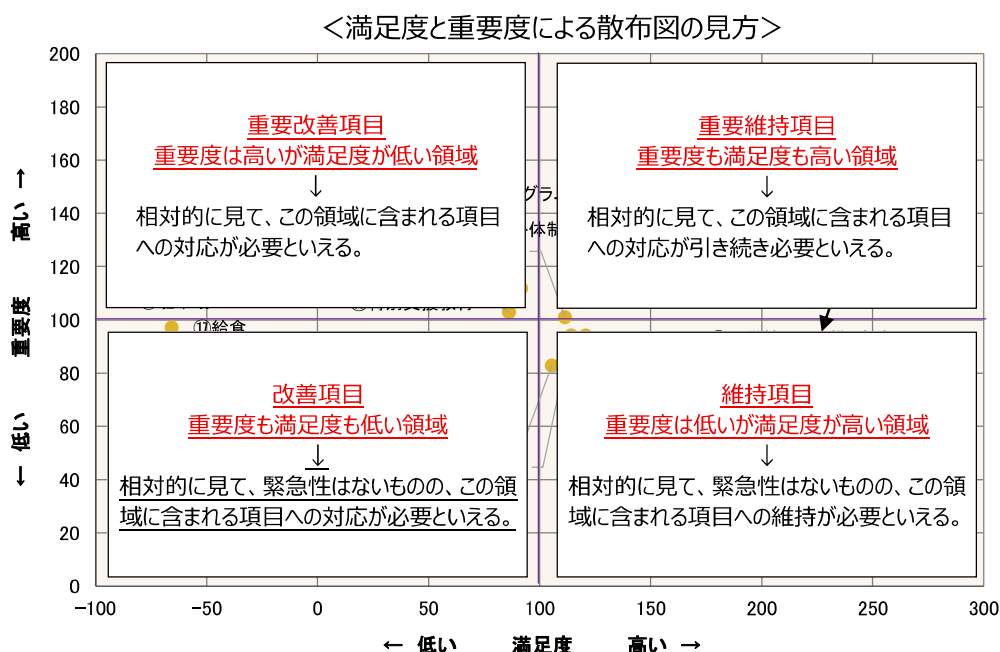 ＜満足度と重要度による散布図の見方＞
200
180
160
140
120
100
80
60
40
20
0
高い →
重要度
← 低い
重要改善項目
重要度は高いが満足度が低い領域
↓
相対的に見て、この領域に含まれる項目
への対応が必要といえる。
重要維持項目
重要度も満足度も高い領域
↓
相対的に見て、この領域に含まれる項目
への対応が引き続き必要といえる。
グラ
体制
⑪給食
改善項目
重要度も満足度も低い領域
↓
相対的に見て、緊急性はないものの、この領
域に含まれる項目への対応が必要といえる。
維持項目
重要度は低いが満足度が高い領域
↓
相対的に見て、緊急性はないものの、この領
域に含まれる項目への維持が必要といえる。
-100
-50
0
50
100
150
200
250
300
← 低い 満足度 高い →